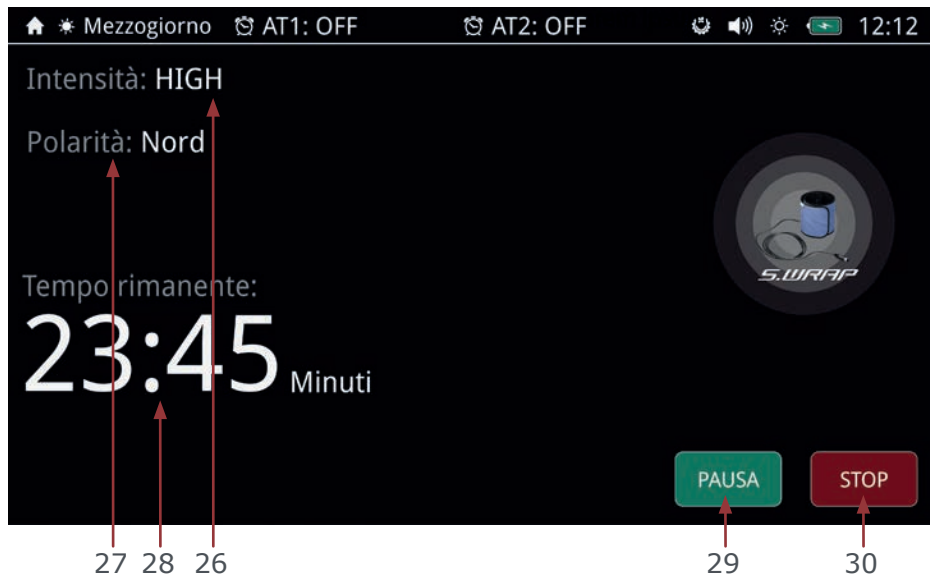 Mezzogiorno AT1: OFF AT2: OFF 12:12
Intensità: HIGH
Polarità: Nord
S.WRAP
Tempo rimanente:
23:45 Minuti
PAUSA STOP
27 28 26 29 30